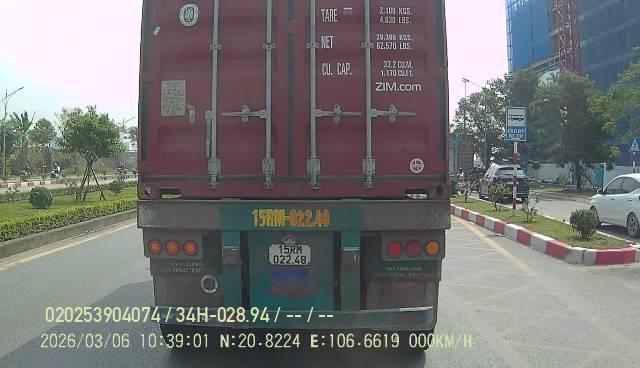 TARE 2.100 KGS.
4.630 LBS.
NET 28.380 KGS.
62.570 LBS.
CU. CAP. 33.2 CU.M.
1.170 CU.FT.
ZIM.com
15RM-022.48
15RM
022.48
020253904074 / 34H-028.94 / -- / --
2026/03/06 10:39:01 N:20.8224 E:106.6619 000KM/H